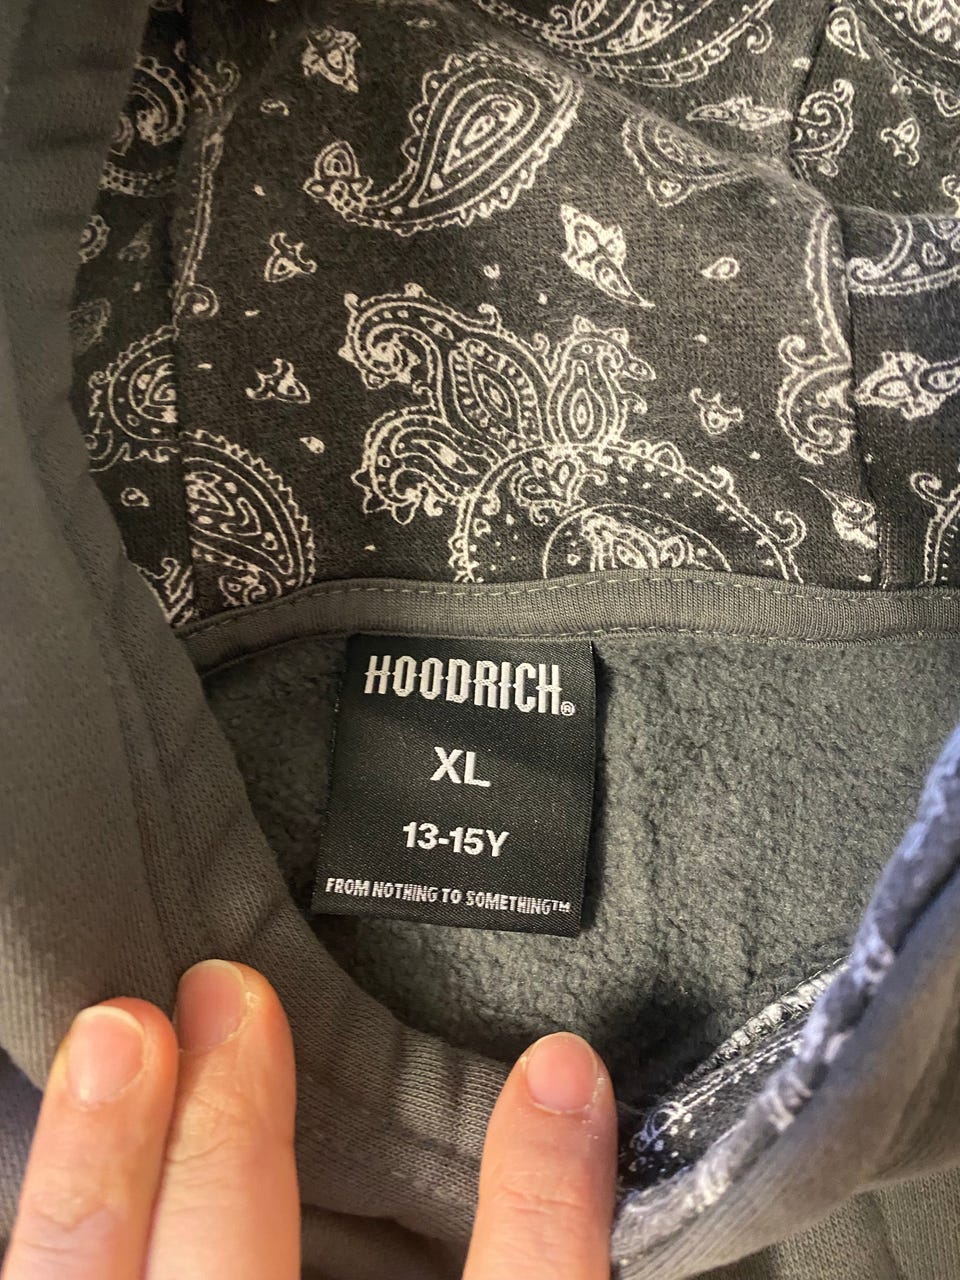 HOODRICH®
XL
13-15Y
FROM NOTHING TO SOMETHING™